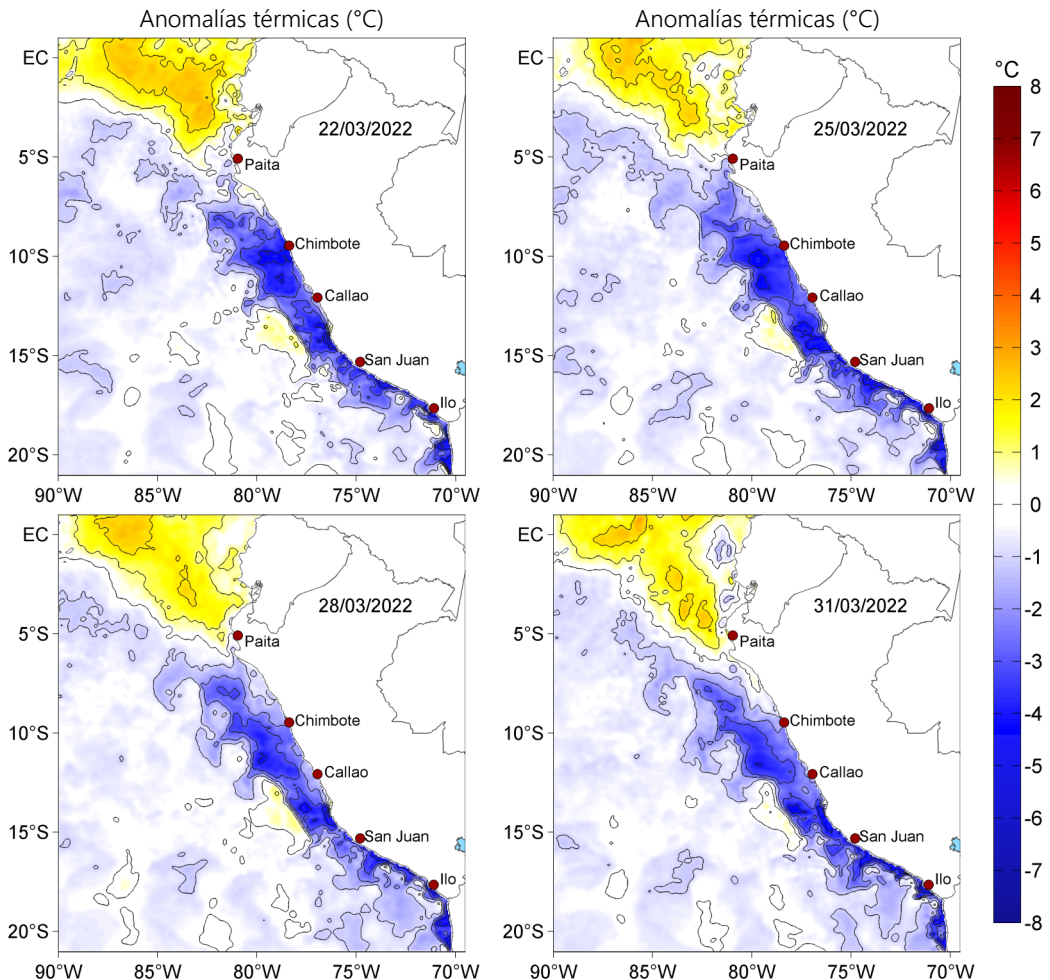 Anomalías térmicas (°C)
Anomalías térmicas (°C)
EC
5°S
10°S
15°S
20°S
22/03/2022
Paita
Chimbote
Callao
San Juan
Ilo
90°W
85°W
80°W
75°W
70°W
25/03/2022
EC
5°S
10°S
15°S
20°S
Paita
Chimbote
Callao
San Juan
Ilo
90°W
85°W
80°W
75°W
70°W
°C
8
7
6
5
4
3
2
1
0
-1
-2
-3
-4
-5
-6
-7
-8
EC
5°S
10°S
15°S
20°S
28/03/2022
Paita
Chimbote
Callao
San Juan
Ilo
90°W
85°W
80°W
75°W
70°W
EC
5°S
10°S
15°S
20°S
31/03/2022
Paita
Chimbote
Callao
San Juan
Ilo
90°W
85°W
80°W
75°W
70°W